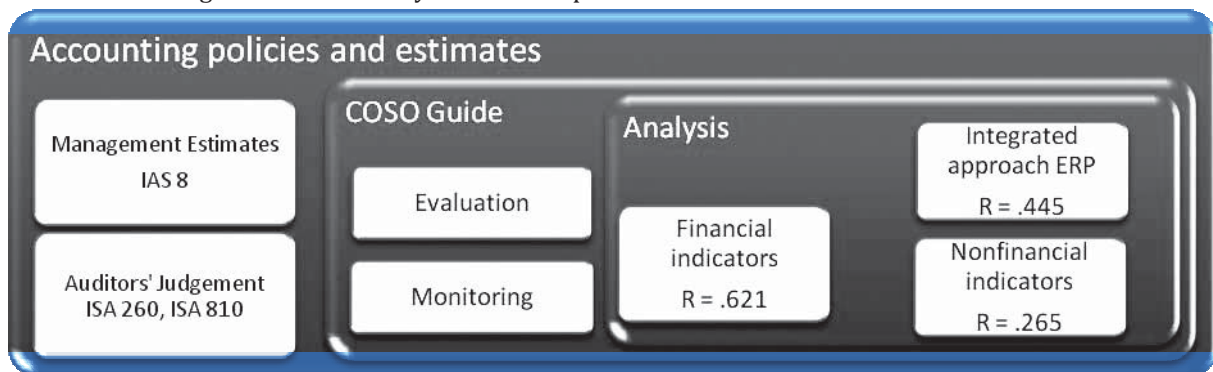 Accounting policies and estimates
Management Estimates
IAS 8
Auditors' Judgement
ISA 260, ISA 810
COSO Guide
Evaluation
Monitoring
Analysis
Financial
indicators
R = .621
Integrated
approach ERP
R = .445
Nonfinancial
indicators
R = .265